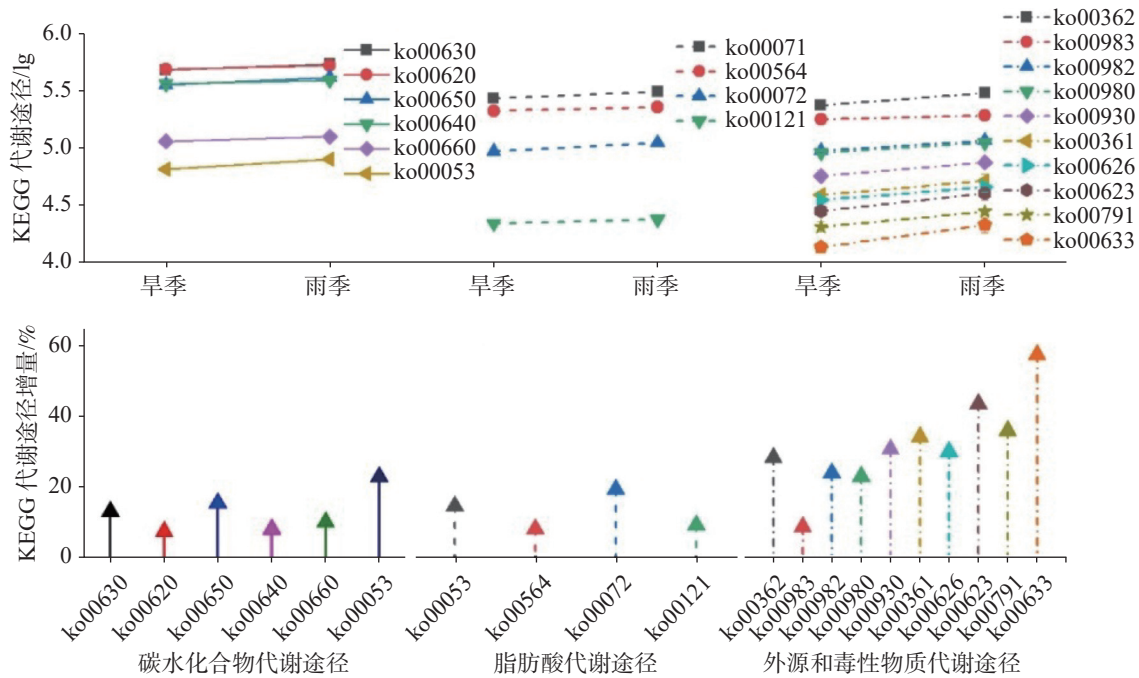 KEGG 代谢途径/lg
6.0
5.5
5.0
4.5
4.0
ko00630
ko00620
ko00650
ko00640
ko00660
ko00053
ko00071
ko00564
ko00072
ko00121
ko00362
ko00983
ko00982
ko00980
ko00930
ko00361
ko00626
ko00623
ko00791
ko00633
旱季 雨季 旱季 雨季 旱季 雨季
KEGG 代谢途径增量/%
60
40
20
0
ko00630 ko00620 ko00650 ko00640 ko00660 ko00053 ko00053 ko00564 ko00072 ko00121 ko00362 ko00983 ko00982 ko00980 ko00930 ko00361 ko00626 ko00623 ko00791 ko00633
碳水化合物代谢途径 脂肪酸代谢途径 外源和毒性物质代谢途径